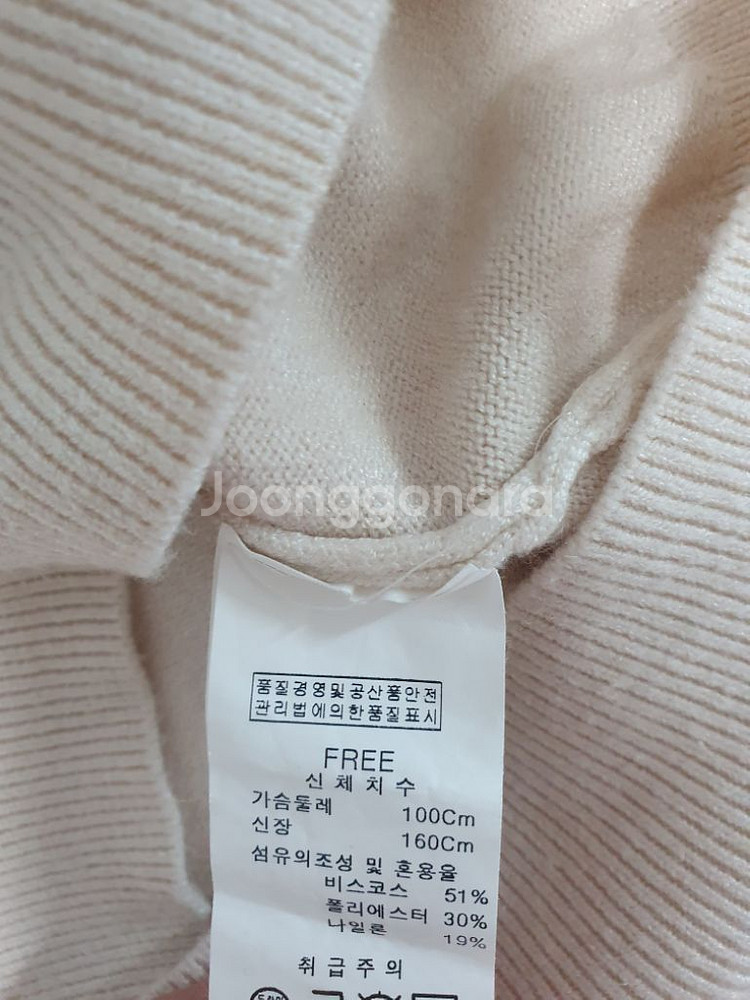 Joonggonara
품질경영및공산품안전
관리법에의한품질표시
FREE
신체치수
가슴둘레 100Cm
신장 160Cm
섬유의조성 및 혼용율
비스코스 51%
폴리에스터 30%
나일론 19%
취급주의